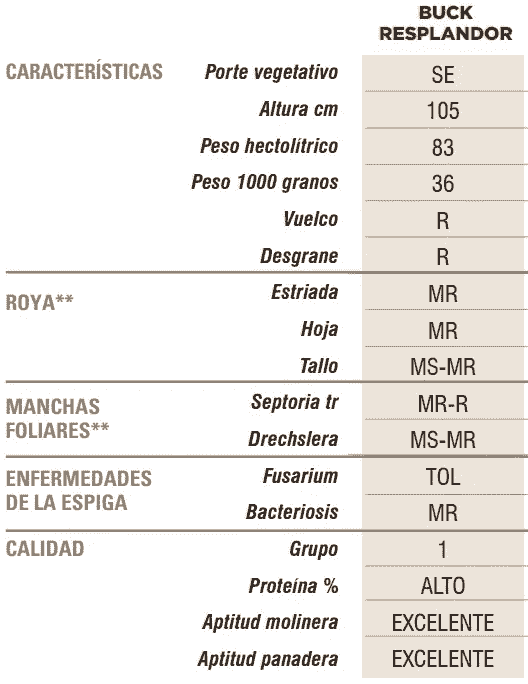 BUCK
RESPLANDOR
CARACTERÍSTICAS Porte vegetativo SE
Altura cm 105
Peso hectolítrico 83
Peso 1000 granos 36
Vuelco R
Desgrane R
ROYA** Estriada MR
Hoja MR
Tallo MS-MR
MANCHAS FOLIARES** Septoria tr MR-R
Drechslera MS-MR
ENFERMEDADES DE LA ESPIGA Fusarium TOL
Bacteriosis MR
CALIDAD Grupo 1
Proteína % ALTO
Aptitud molinera EXCELENTE
Aptitud panadera EXCELENTE